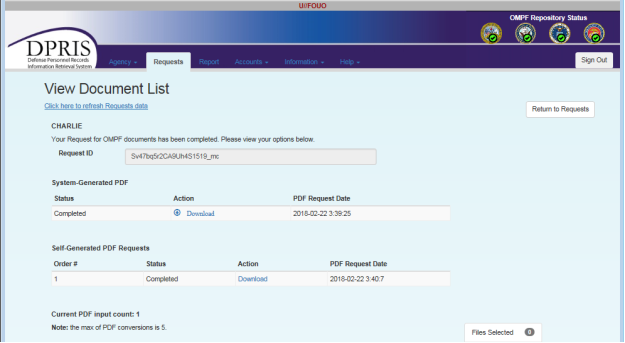 U//FOUO
OMPF Repository Status
DPRIS
Defense Personnel Records
Information Retrieval System
Agency
Requests
Report
Accounts
Information
Help
Sign Out
View Document List
Click here to refresh Requests data
Return to Requests
CHARLIE
Your Request for OMPF documents has been completed. Please view your options below.
Request ID Sv47bq5r2CA9Uh4S1519_mc
System-Generated PDF
Status Action PDF Request Date
Completed Download 2018-02-22 3:39:25
Self-Generated PDF Requests
Order # Status Action PDF Request Date
1 Completed Download 2018-02-22 3:40:7
Current PDF input count: 1
Note: the max of PDF conversions is 5.
Files Selected 0